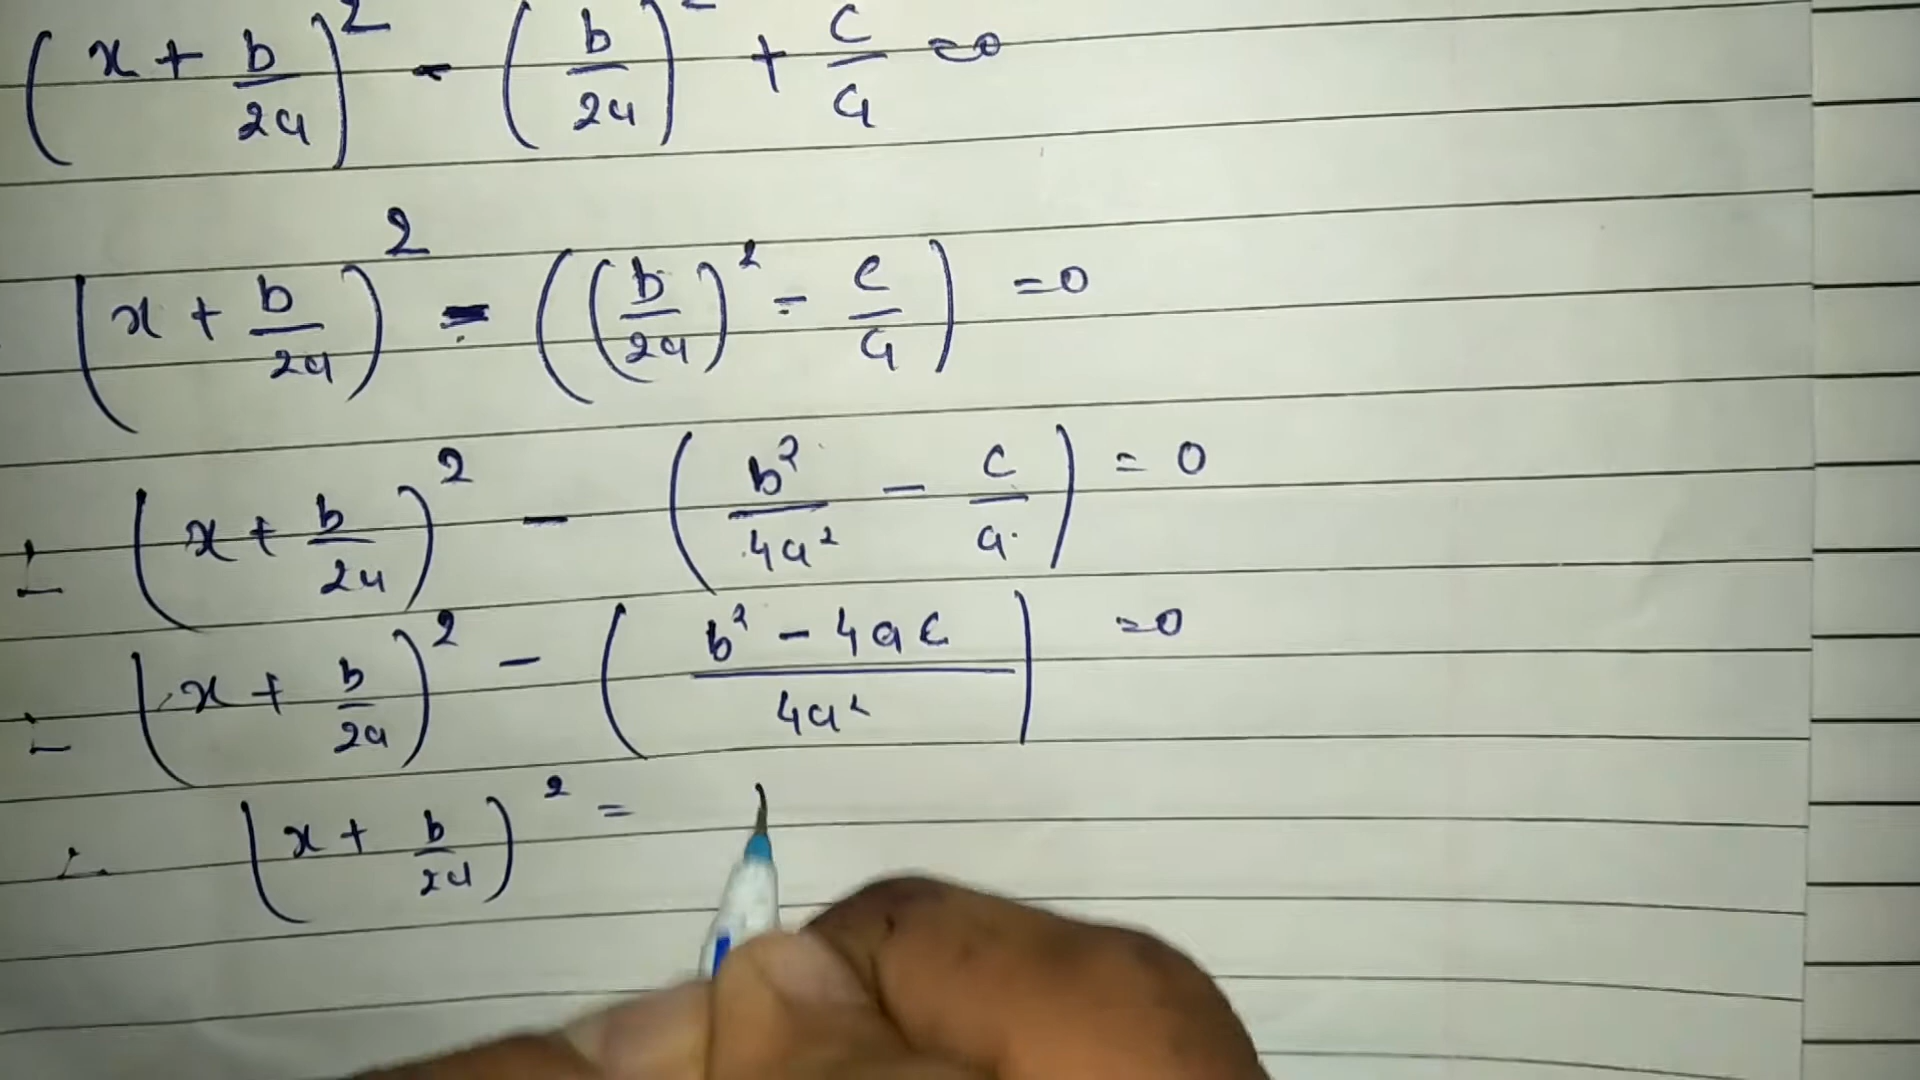 (x + b/2a)² - (b/2a)² + c/a = 0
(x + b/2a)² - ((b/2a)² - c/a) = 0
∴ (x + b/2a)² - (b²/4a² - c/a) = 0
∴ (x + b/2a)² - (b² - 4ac/4a²) = 0
∴ (x + b/2a)² =